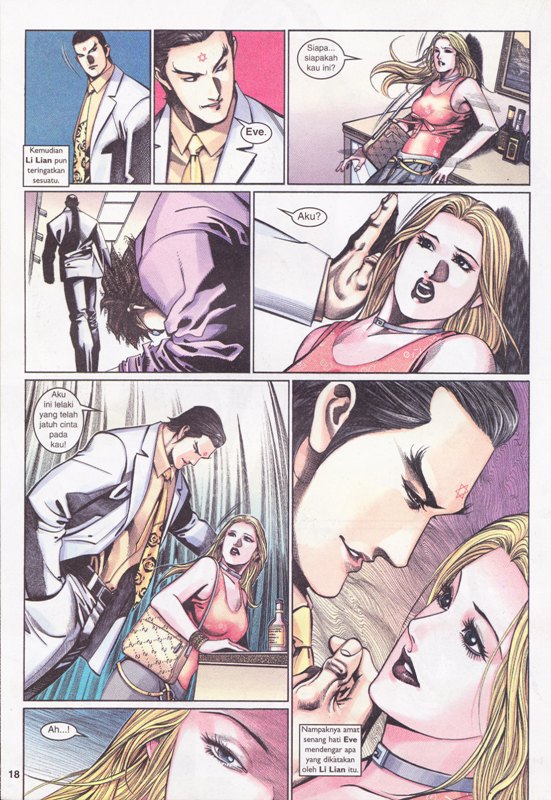 Kemudian
Li Lian pun
teringatkan
sesuatu.
Eve.
Siapa...
siapakah
kau ini?
Aku?
Aku
ini lelaki
yang telah
jatuh cinta
pada
kau!
Ah...!
Nampaknya amat
senang hati Eve
mendengar apa
yang dikatakan
oleh Li Lian itu.
18